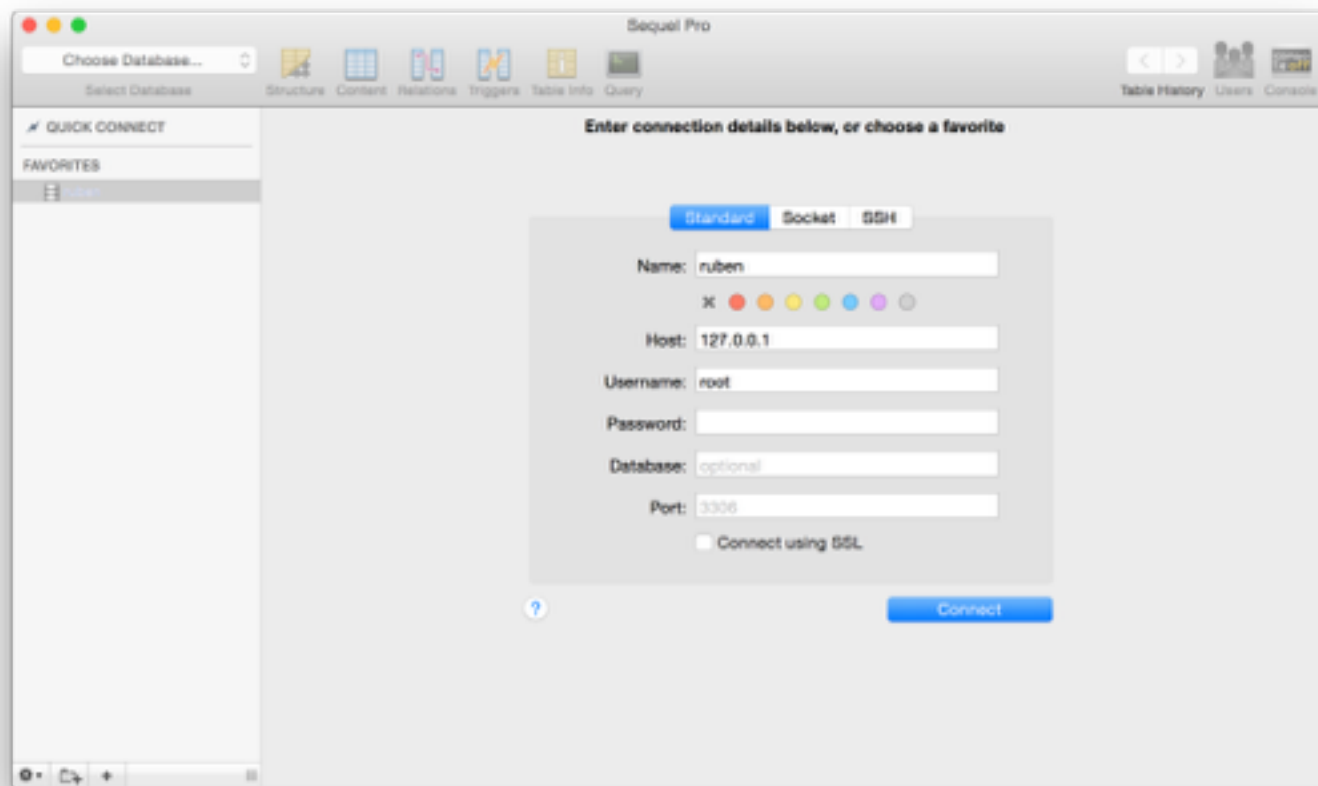 Sequel Pro
Choose Database...
Select Database
Structure Content Relations Triggers Table Info Query
Table History Users Console
QUICK CONNECT
FAVORITES
ruben
Enter connection details below, or choose a favorite
Standard Socket SSH
Name: ruben
Host: 127.0.0.1
Username: root
Password:
Database: optional
Port: 3306
Connect using SSL
? Connect